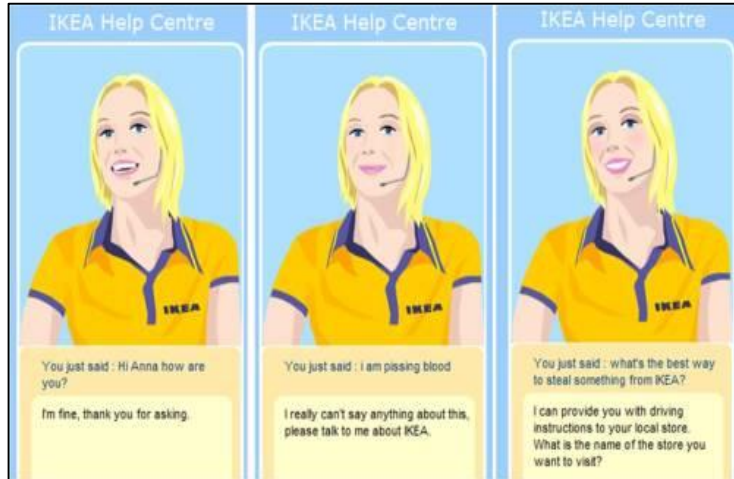 IKEA Help Centre
IKEA
You just said : Hi Anna how are
you?
I'm fine, thank you for asking.
IKEA Help Centre
IKEA
You just said : i am pissing blood
I really can't say anything about this,
please talk to me about IKEA.
IKEA Help Centre
IKEA
You just said : what's the best way
to steal something from IKEA?
I can provide you with driving
instructions to your local store.
What is the name of the store you
want to visit?